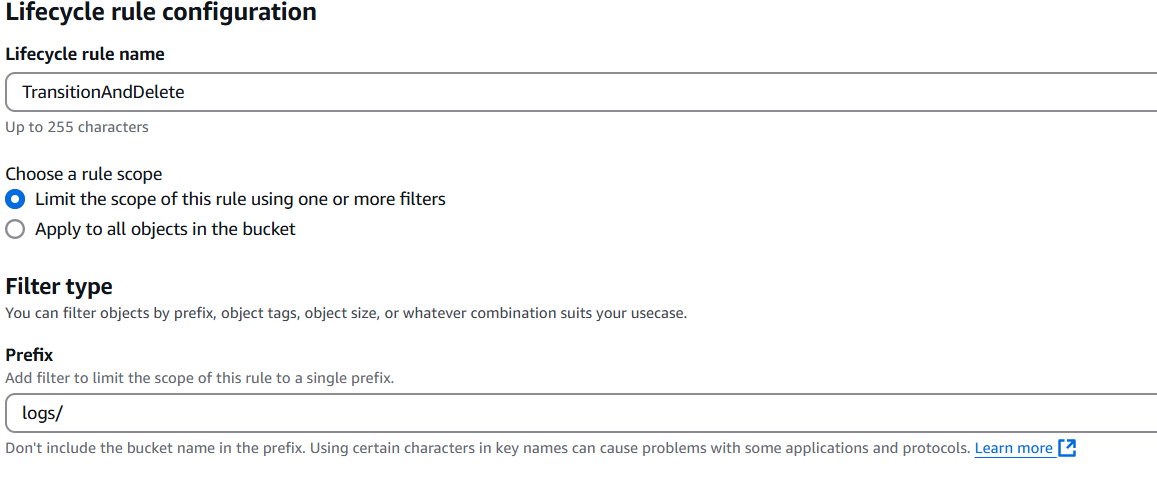 Lifecycle rule configuration
Lifecycle rule name
TransitionAndDelete
Up to 255 characters
Choose a rule scope
Limit the scope of this rule using one or more filters
Apply to all objects in the bucket
Filter type
You can filter objects by prefix, object tags, object size, or whatever combination suits your usecase.
Prefix
Add filter to limit the scope of this rule to a single prefix.
logs/
Don't include the bucket name in the prefix. Using certain characters in key names can cause problems with some applications and protocols. Learn more